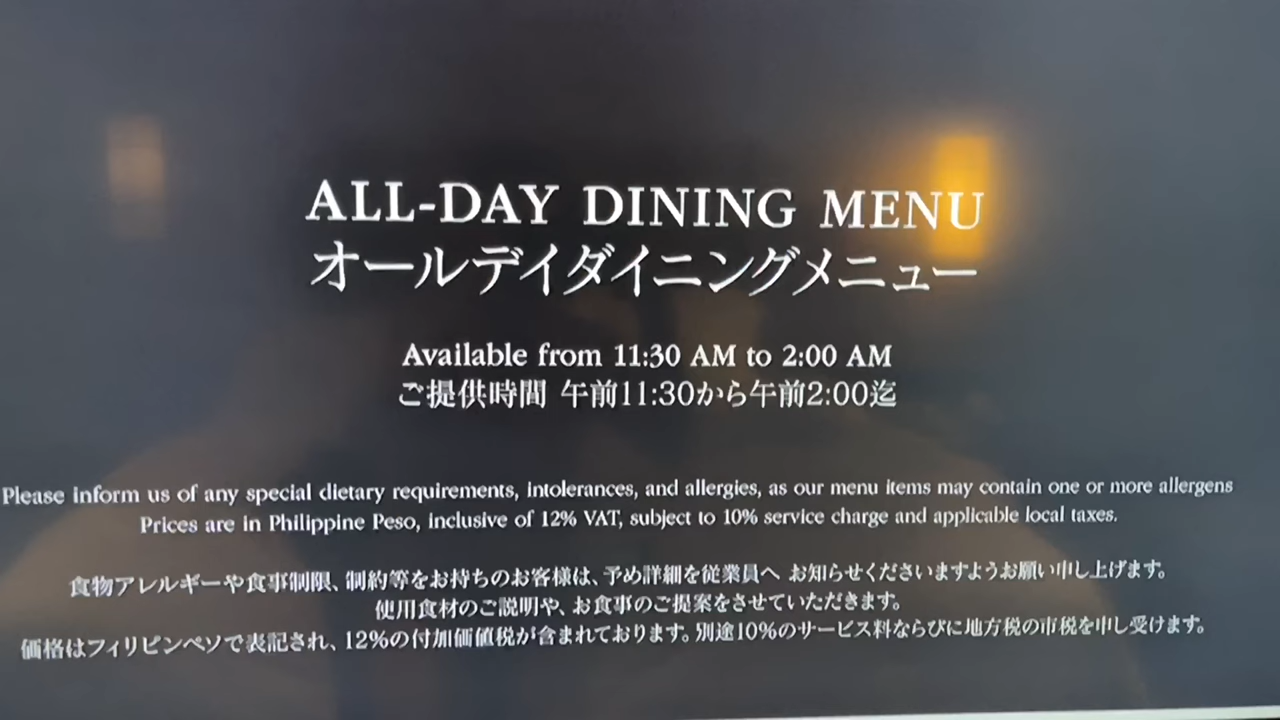 ALL-DAY DINING MENU
オールデイダイニングメニュー
Available from 11:30 AM to 2:00 AM
ご提供時間 午前11:30から午前2:00迄
Please inform us of any special dietary requirements, intolerances, and allergies, as our menu items may contain one or more allergens
Prices are in Philippine Peso, inclusive of 12% VAT, subject to 10% service charge and applicable local taxes.
食物アレルギーや食事制限、制約等をお持ちのお客様は、予め詳細を従業員へ お知らせくださいますようお願い申し上げます。
使用食材のご説明や、お食事のご提案をさせていただきます。
価格はフィリピンペソで表記され、12%の付加価値税が含まれております。別途10%のサービス料ならびに地方税の市税を申し受けます。